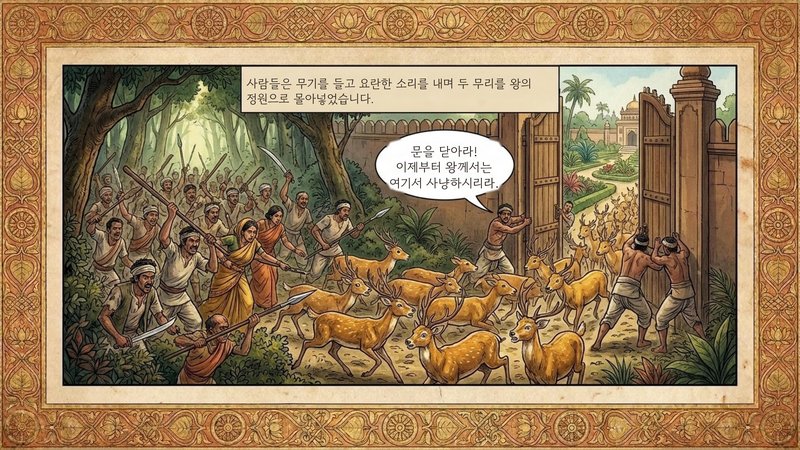 사람들은 무기를 들고 요란한 소리를 내며 두 무리를 왕의
정원으로 몰아넣었습니다.
문을 닫아라!
이제부터 왕께서는
여기서 사냥하시리라.